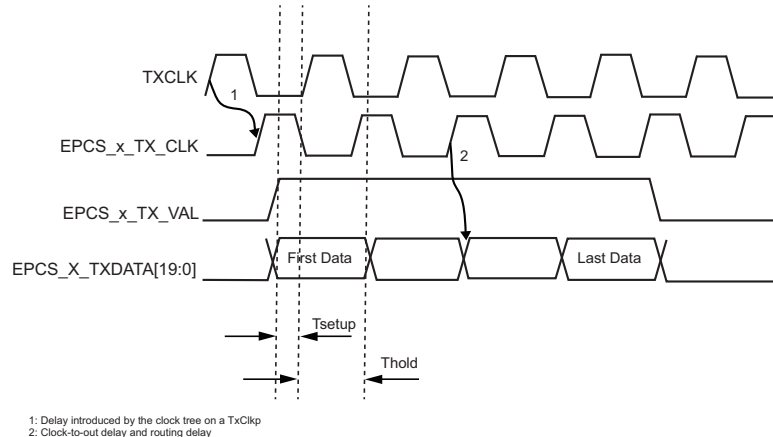 TXCLK
1
EPCS_x_TX_CLK
2
EPCS_x_TX_VAL
EPCS_X_TXDATA[19:0]
First Data
Last Data
Tsetup
Thold
1: Delay introduced by the clock tree on a TxClkp
2: Clock-to-out delay and routing delay